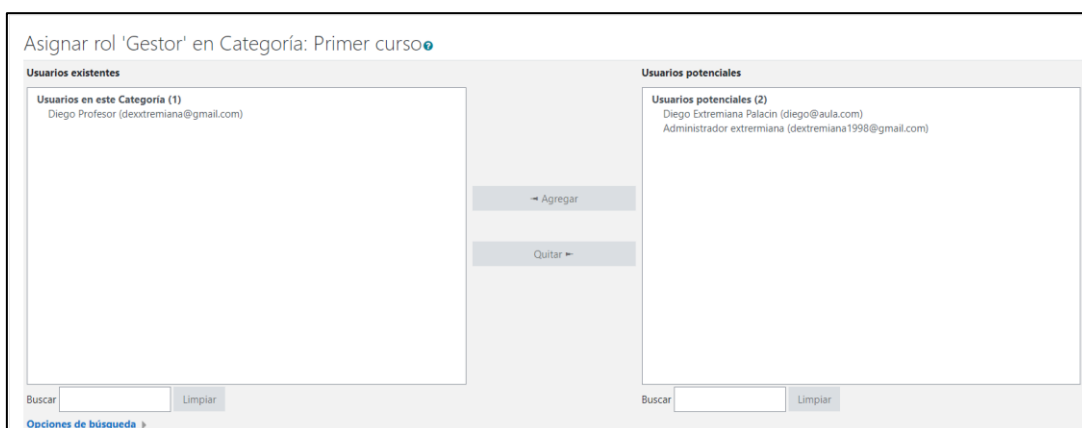 Asignar rol 'Gestor' en Categoría: Primer curso
Usuarios existentes
Usuarios en este Categoría (1)
Diego Profesor (dexxtremiana@gmail.com)
Agregar
Quitar
Buscar
Limpiar
Opciones de búsqueda
Usuarios potenciales
Usuarios potenciales (2)
Diego Extremiana Palacin (diego@aula.com)
Administrador extrermiana (dextremiana1998@gmail.com)
Buscar
Limpiar